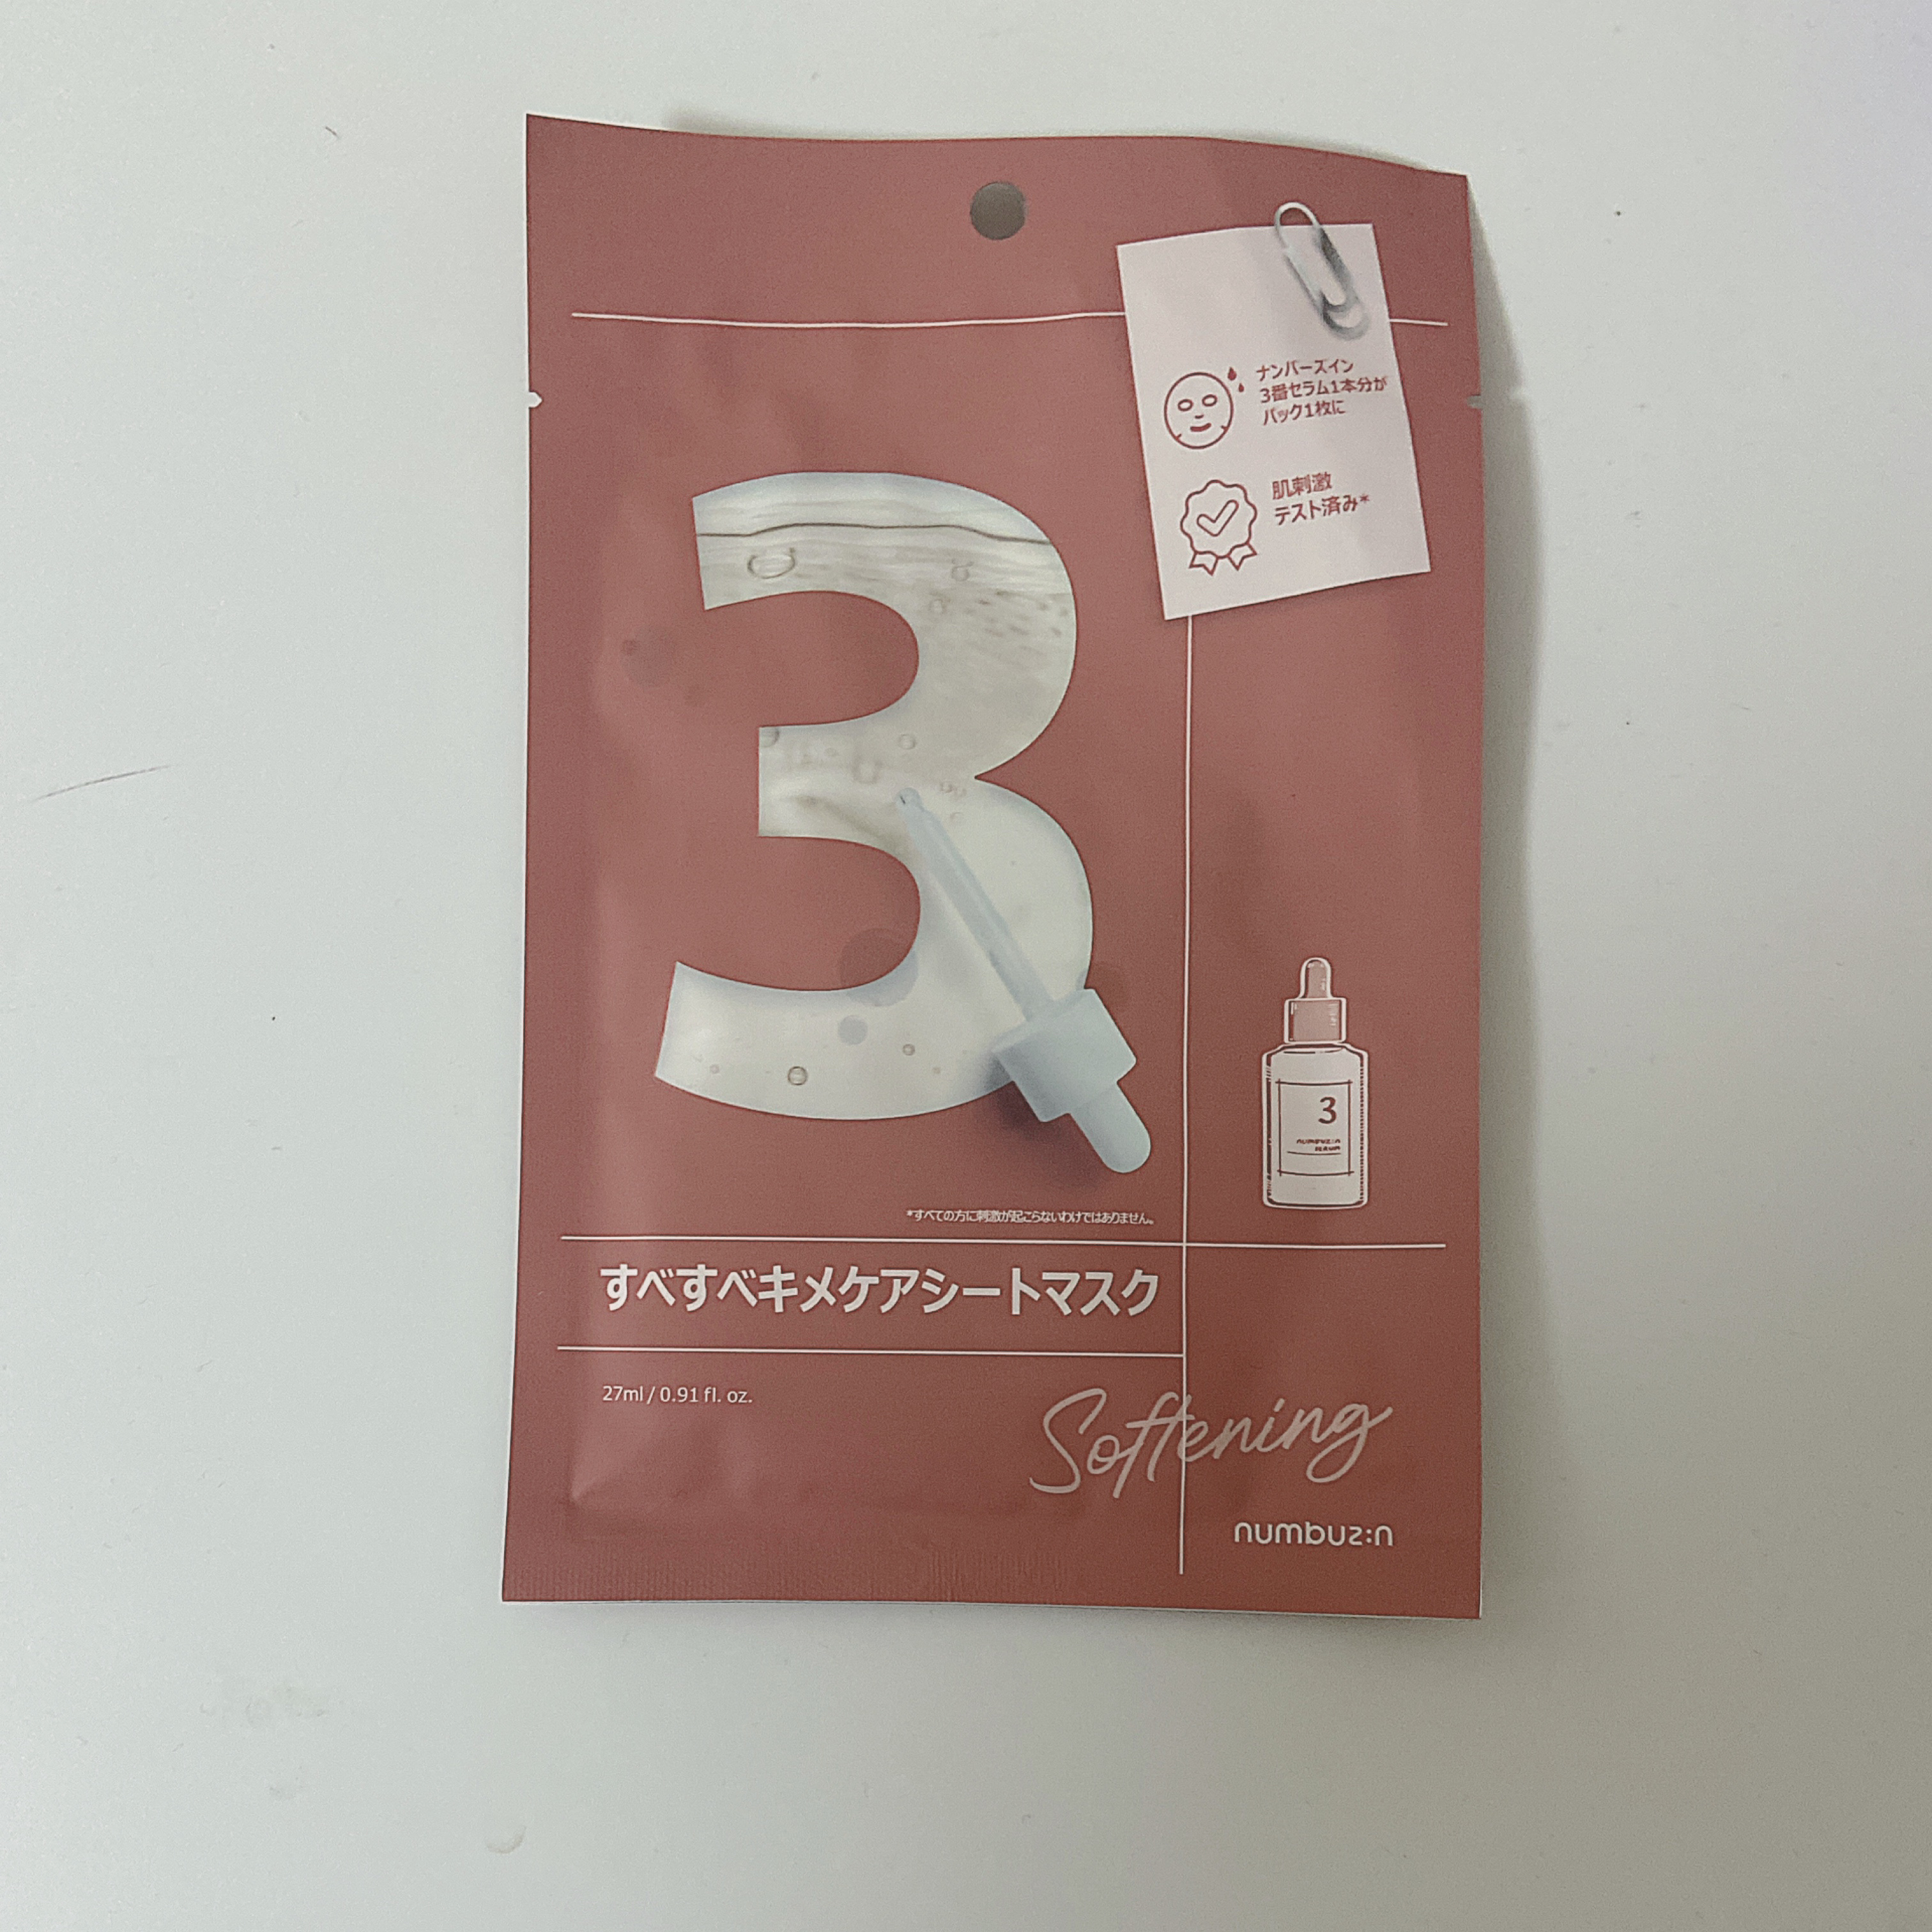 ナンバーズイン
3番セラム1本分が
パック1枚に
肌刺激
テスト済み*
3
3
numbuz:n
SERUM
*すべての方に刺激が起こらないわけではありません。
すべすべキメケアシートマスク
27ml / 0.91 fl. oz.
Softening
numbuz:n